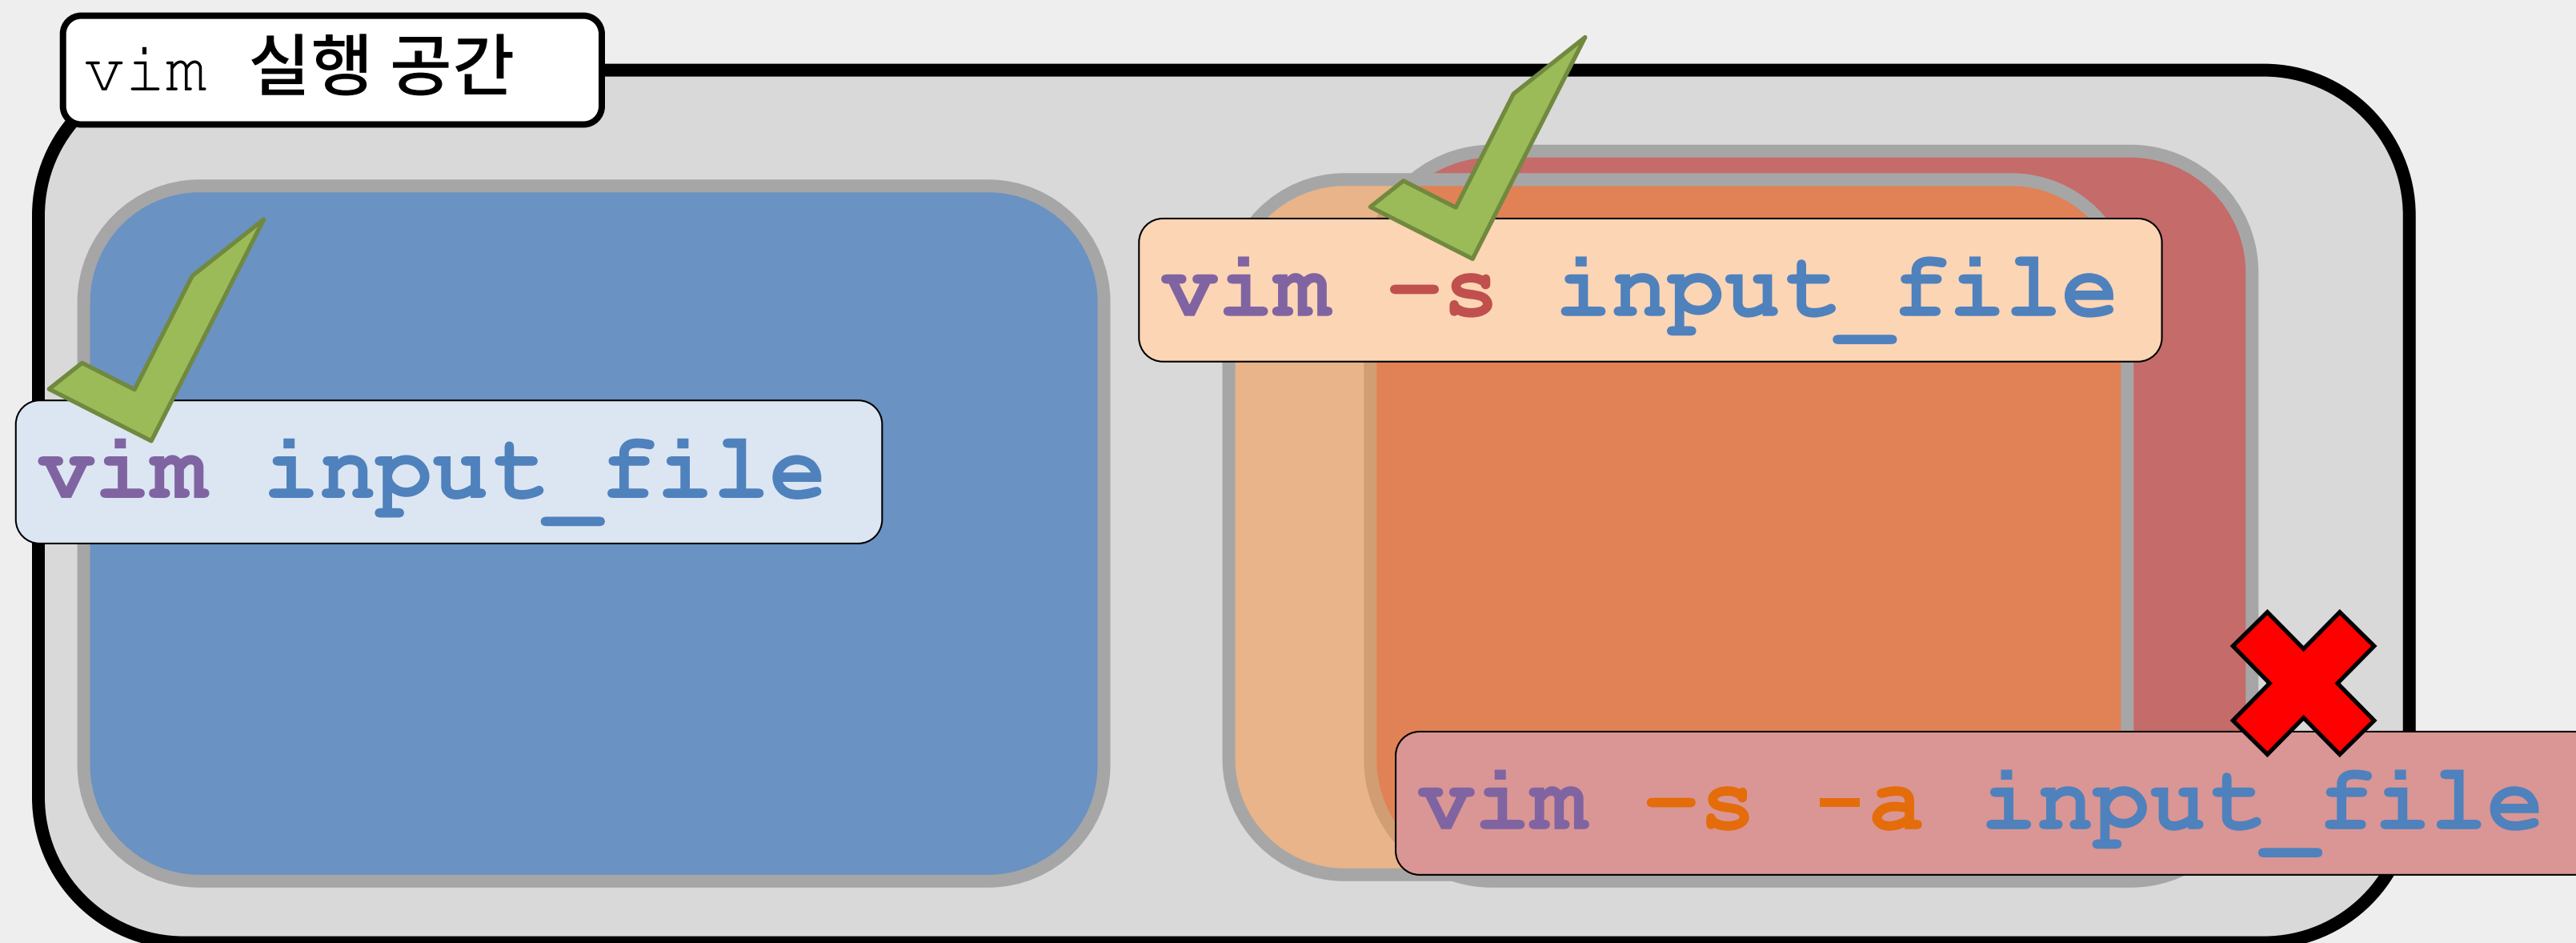 vim 실행 공간
vim -s input_file
vim input_file
vim -s -a input_file